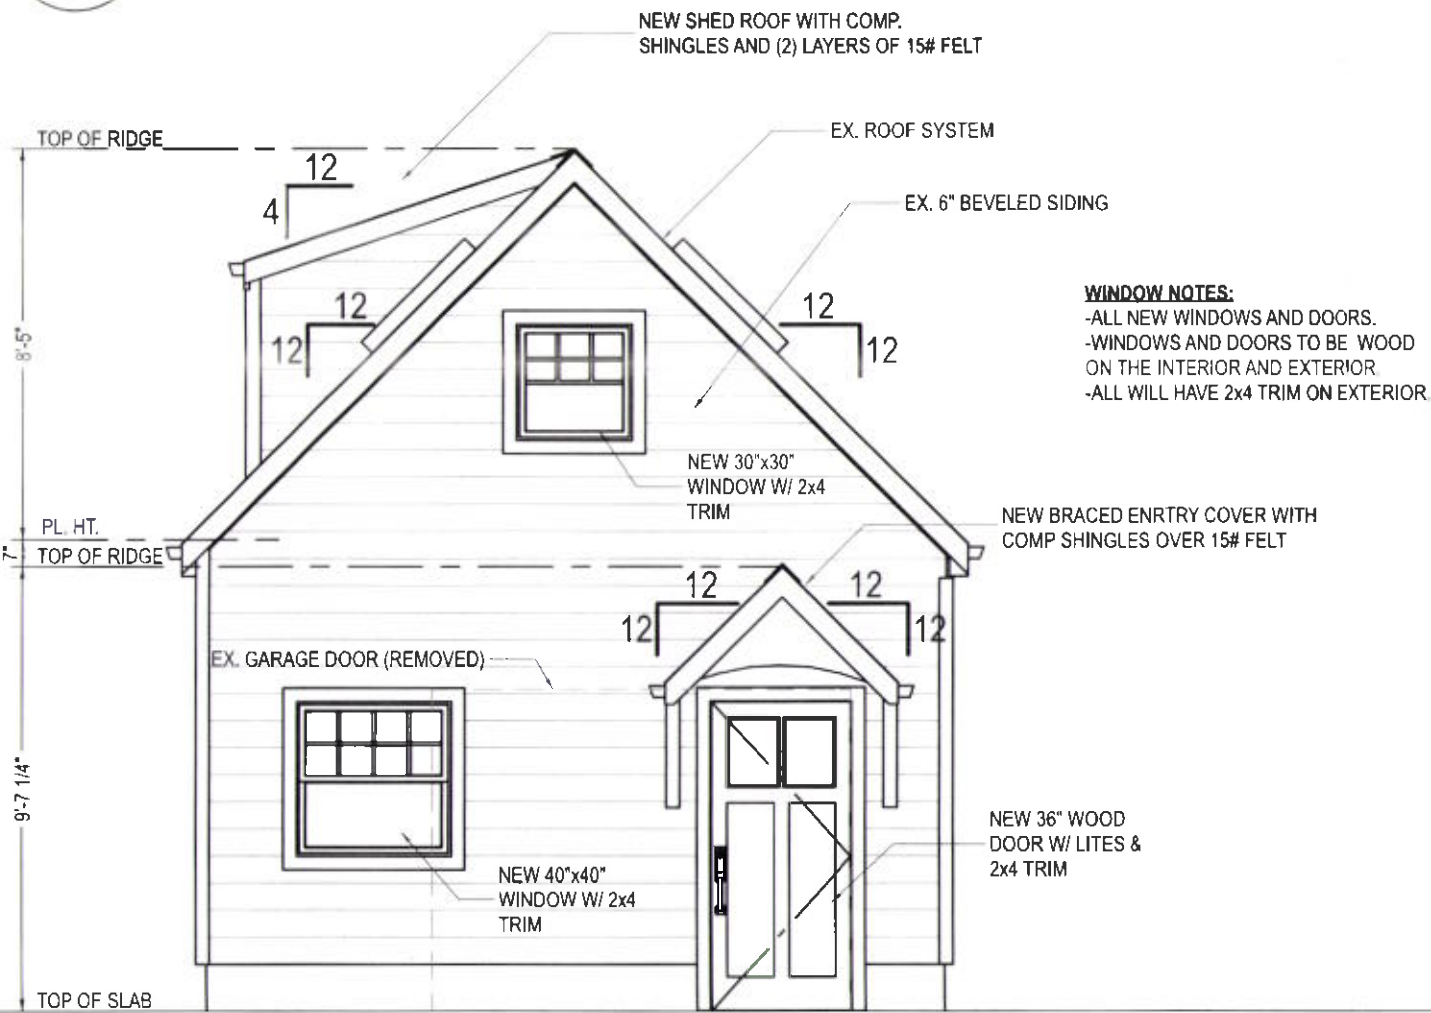 NEW SHED ROOF WITH COMP.
SHINGLES AND (2) LAYERS OF 15# FELT
TOP OF RIDGE
EX. ROOF SYSTEM
12
4
EX. 6" BEVELED SIDING
WINDOW NOTES:
-ALL NEW WINDOWS AND DOORS.
-WINDOWS AND DOORS TO BE WOOD
ON THE INTERIOR AND EXTERIOR.
-ALL WILL HAVE 2x4 TRIM ON EXTERIOR.
12
12
12
12
8'-5"
NEW 30"x30"
WINDOW W/ 2x4
TRIM
PL. HT.
7"
TOP OF RIDGE
NEW BRACED ENRTRY COVER WITH
COMP SHINGLES OVER 15# FELT
12
12
12
12
EX. GARAGE DOOR (REMOVED)
9'-7 1/4"
NEW 40"x40"
WINDOW W/ 2x4
TRIM
NEW 36" WOOD
DOOR W/ LITES &
2x4 TRIM
TOP OF SLAB